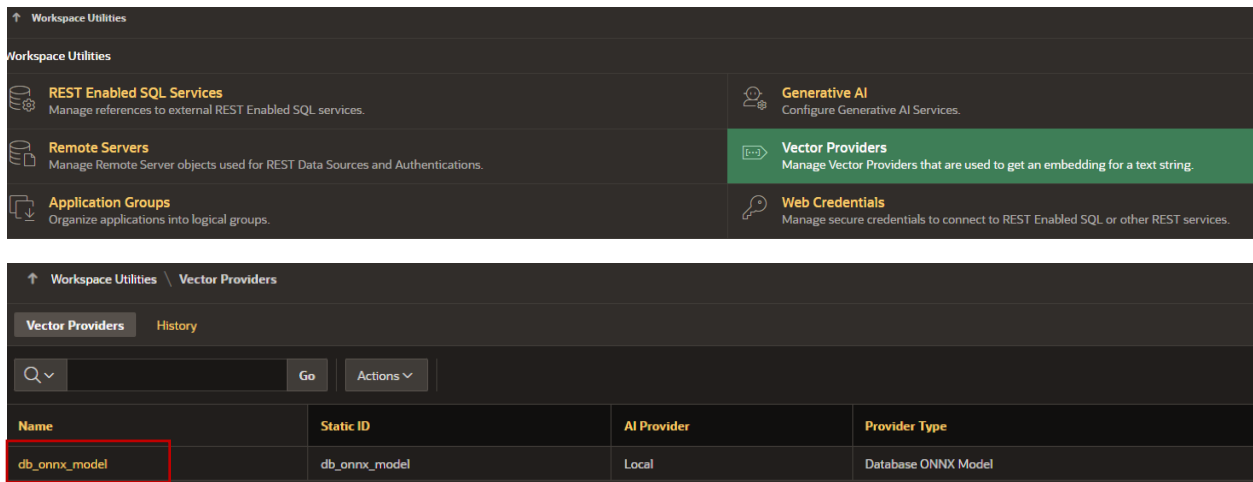 ↑ Workspace Utilities
Workspace Utilities
REST Enabled SQL Services
Manage references to external REST Enabled SQL services.
Generative AI
Configure Generative AI Services.
Remote Servers
Manage Remote Server objects used for REST Data Sources and Authentications.
Vector Providers
Manage Vector Providers that are used to get an embedding for a text string.
Application Groups
Organize applications into logical groups.
Web Credentials
Manage secure credentials to connect to REST Enabled SQL or other REST services.
↑ Workspace Utilities \ Vector Providers
Vector Providers History
Go Actions
Name Static ID AI Provider Provider Type
db_onnx_model db_onnx_model Local Database ONNX Model